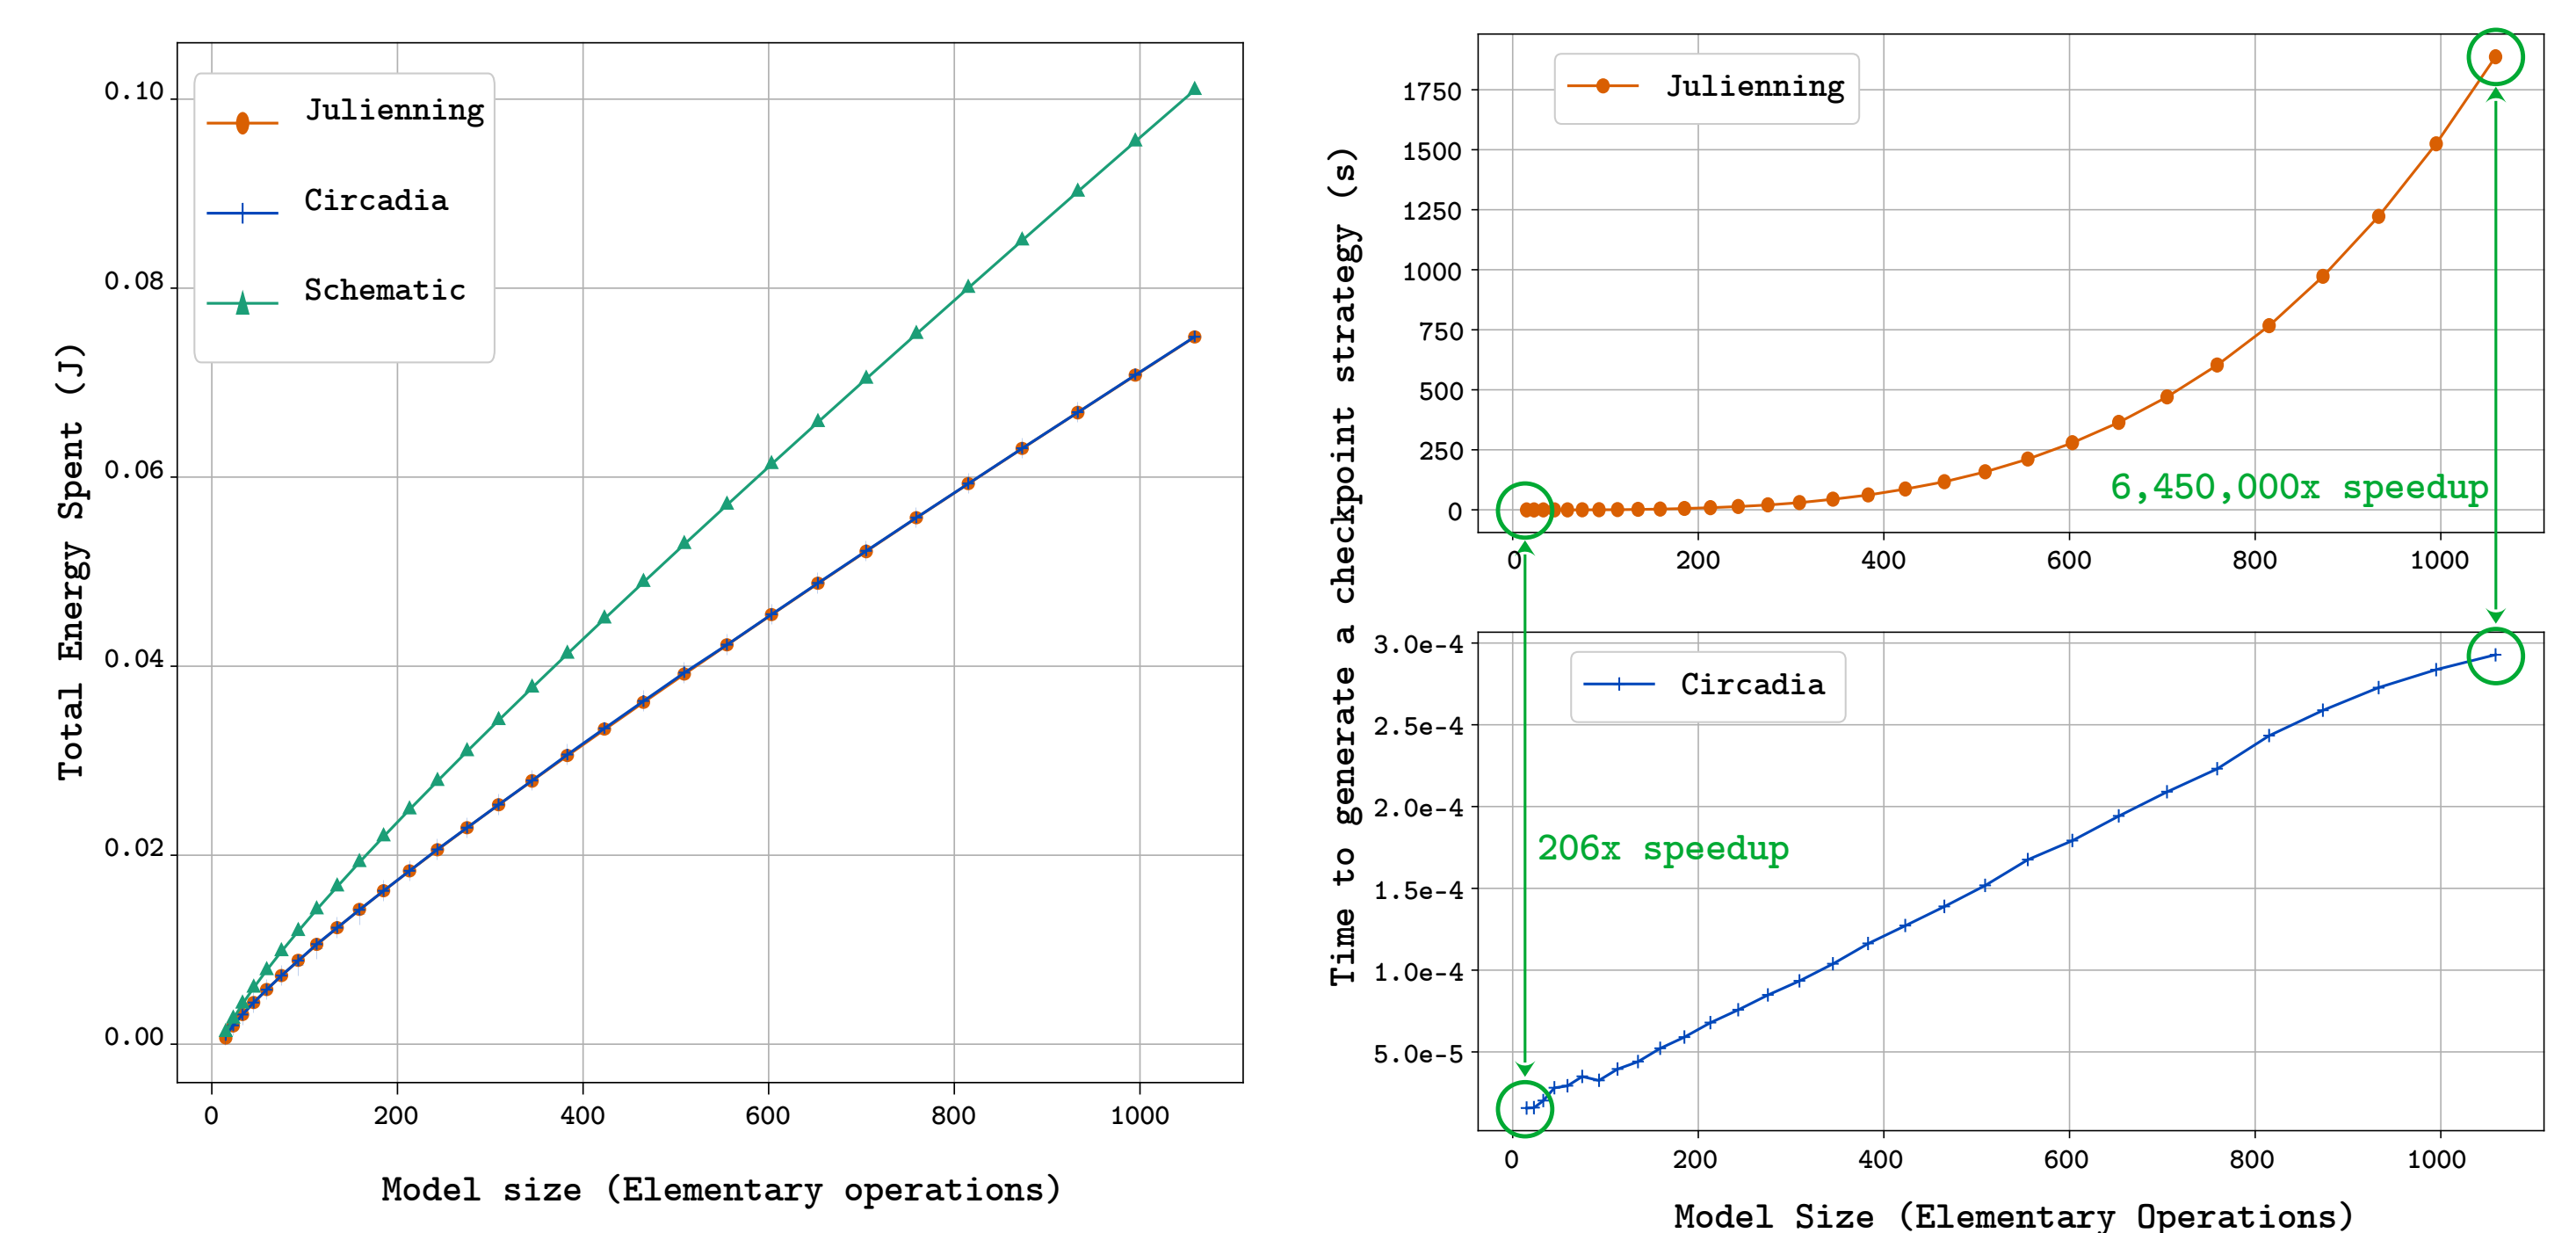 Total Energy Spent (J)
0.10
0.08
0.06
0.04
0.02
0.00
Julienning
Circadia
Schematic
0 200 400 600 800 1000
Model size (Elementary operations)
Time to generate a checkpoint strategy (s)
1750
1500
1250
1000
750
500
250
0
Julienning
6,450,000x speedup
0 200 400 600 800 1000
3.0e-4
2.5e-4
2.0e-4
1.5e-4
1.0e-4
5.0e-5
Circadia
206x speedup
0 200 400 600 800 1000
Model Size (Elementary Operations)